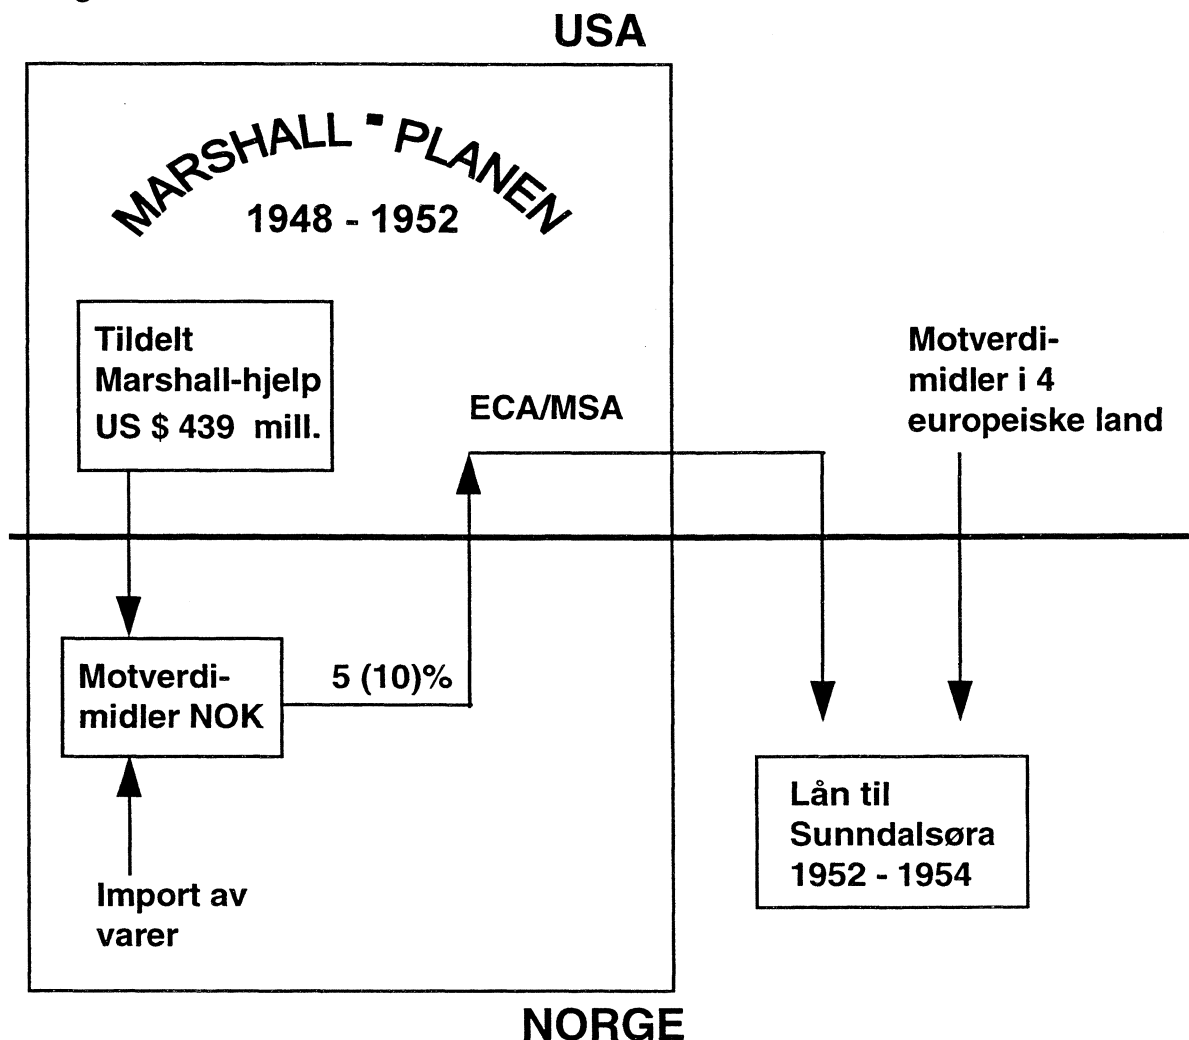 USA
MARSHALL - PLANEN
1948 - 1952
Tildelt
Marshall-hjelp
US $ 439 mill.
ECA/MSA
Motverdi-
midler i 4
europeiske land
Motverdi-
midler NOK
5 (10)%
Import av
varer
Lån til
Sunndalsøra
1952 - 1954
NORGE